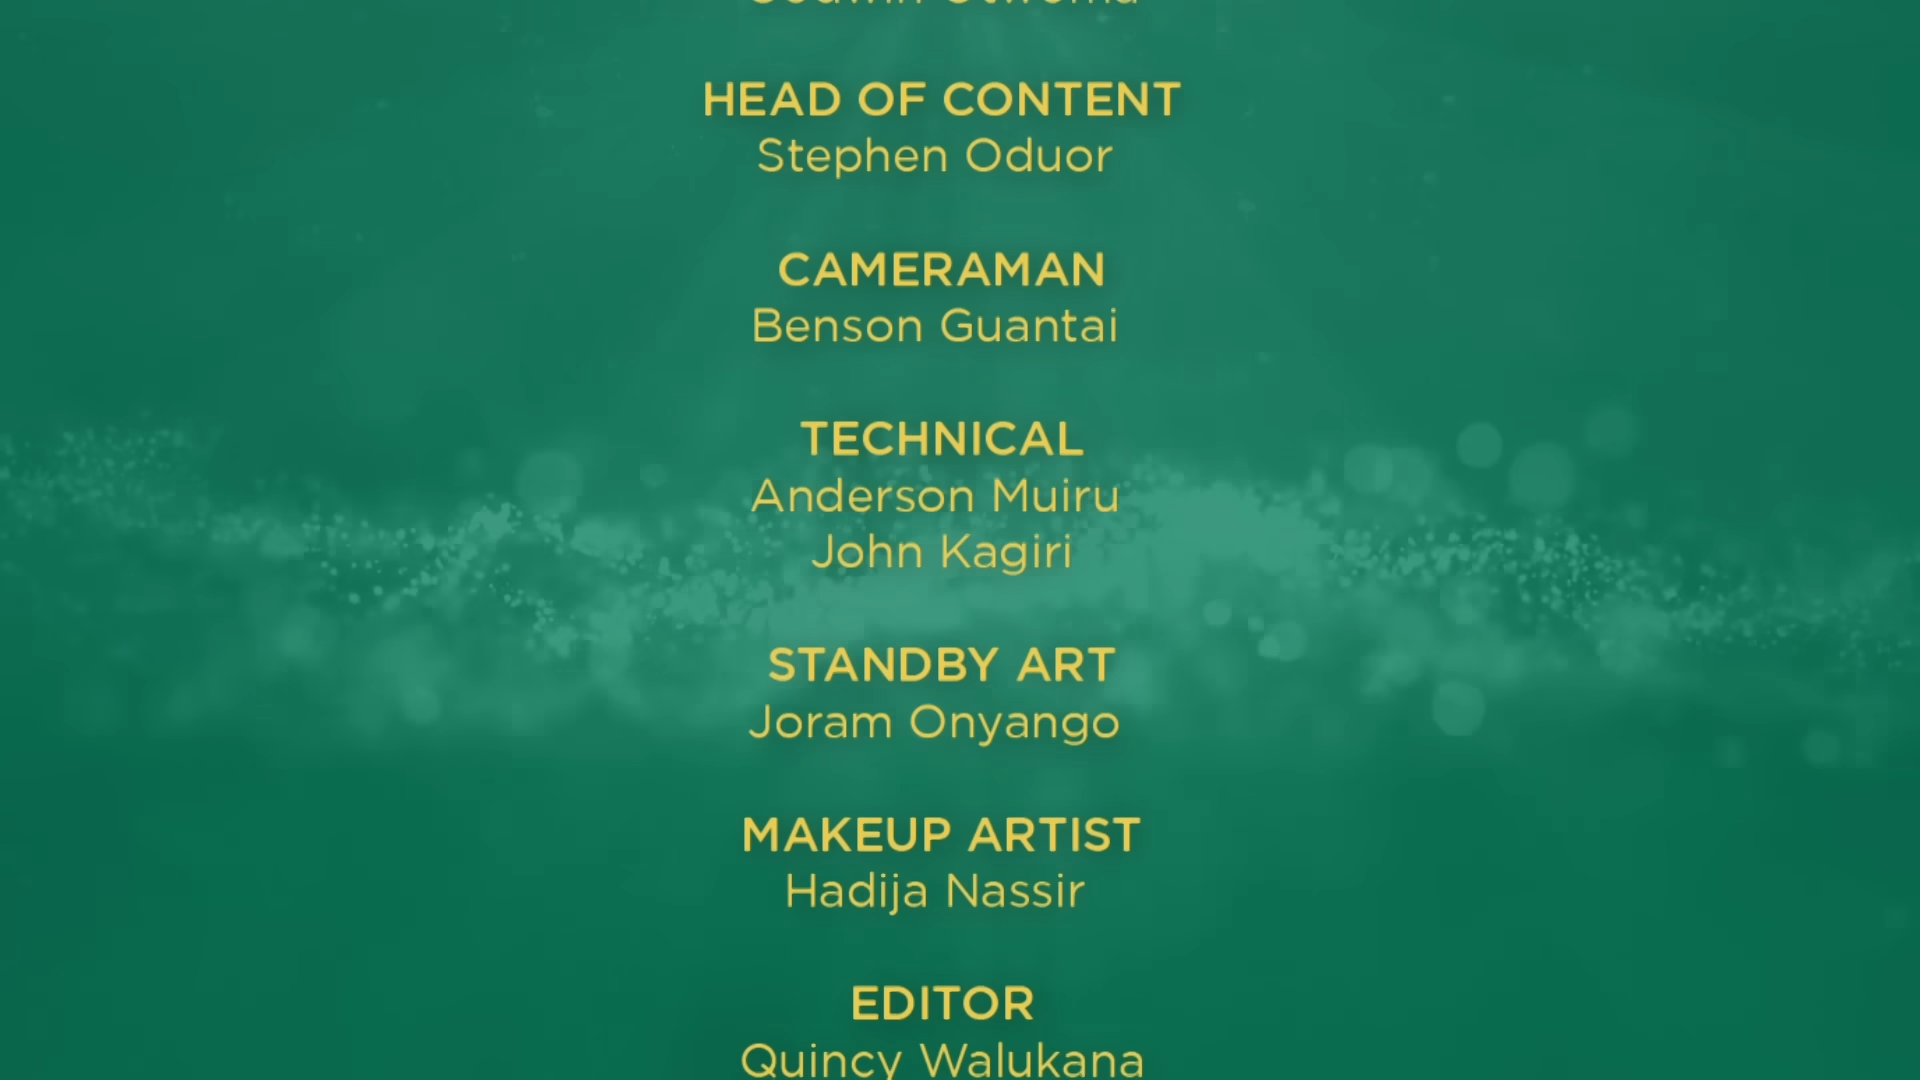 HEAD OF CONTENT
Stephen Oduor
CAMERAMAN
Benson Guantai
TECHNICAL
Anderson Muiru
John Kagiri
STANDBY ART
Joram Onyango
MAKEUP ARTIST
Hadija Nassir
EDITOR
Quincy Walukana